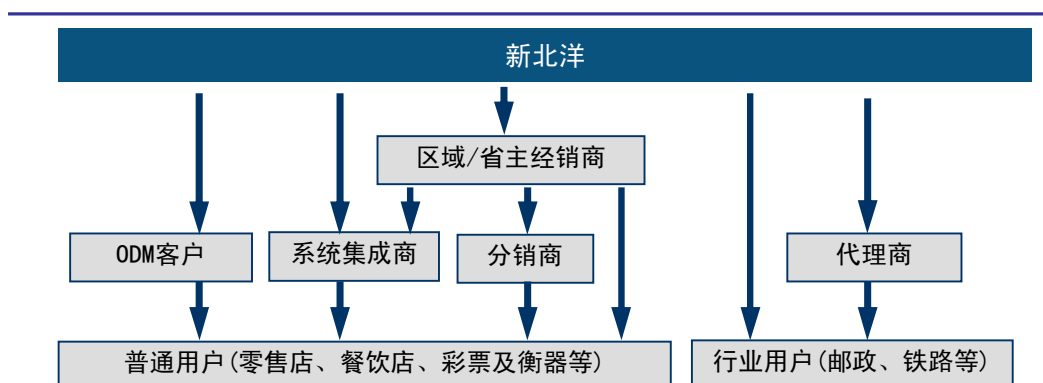 新北洋
区域/省主经销商
ODM客户
系统集成商
分销商
代理商
普通用户(零售店、餐饮店、彩票及衡器等)
行业用户(邮政、铁路等)